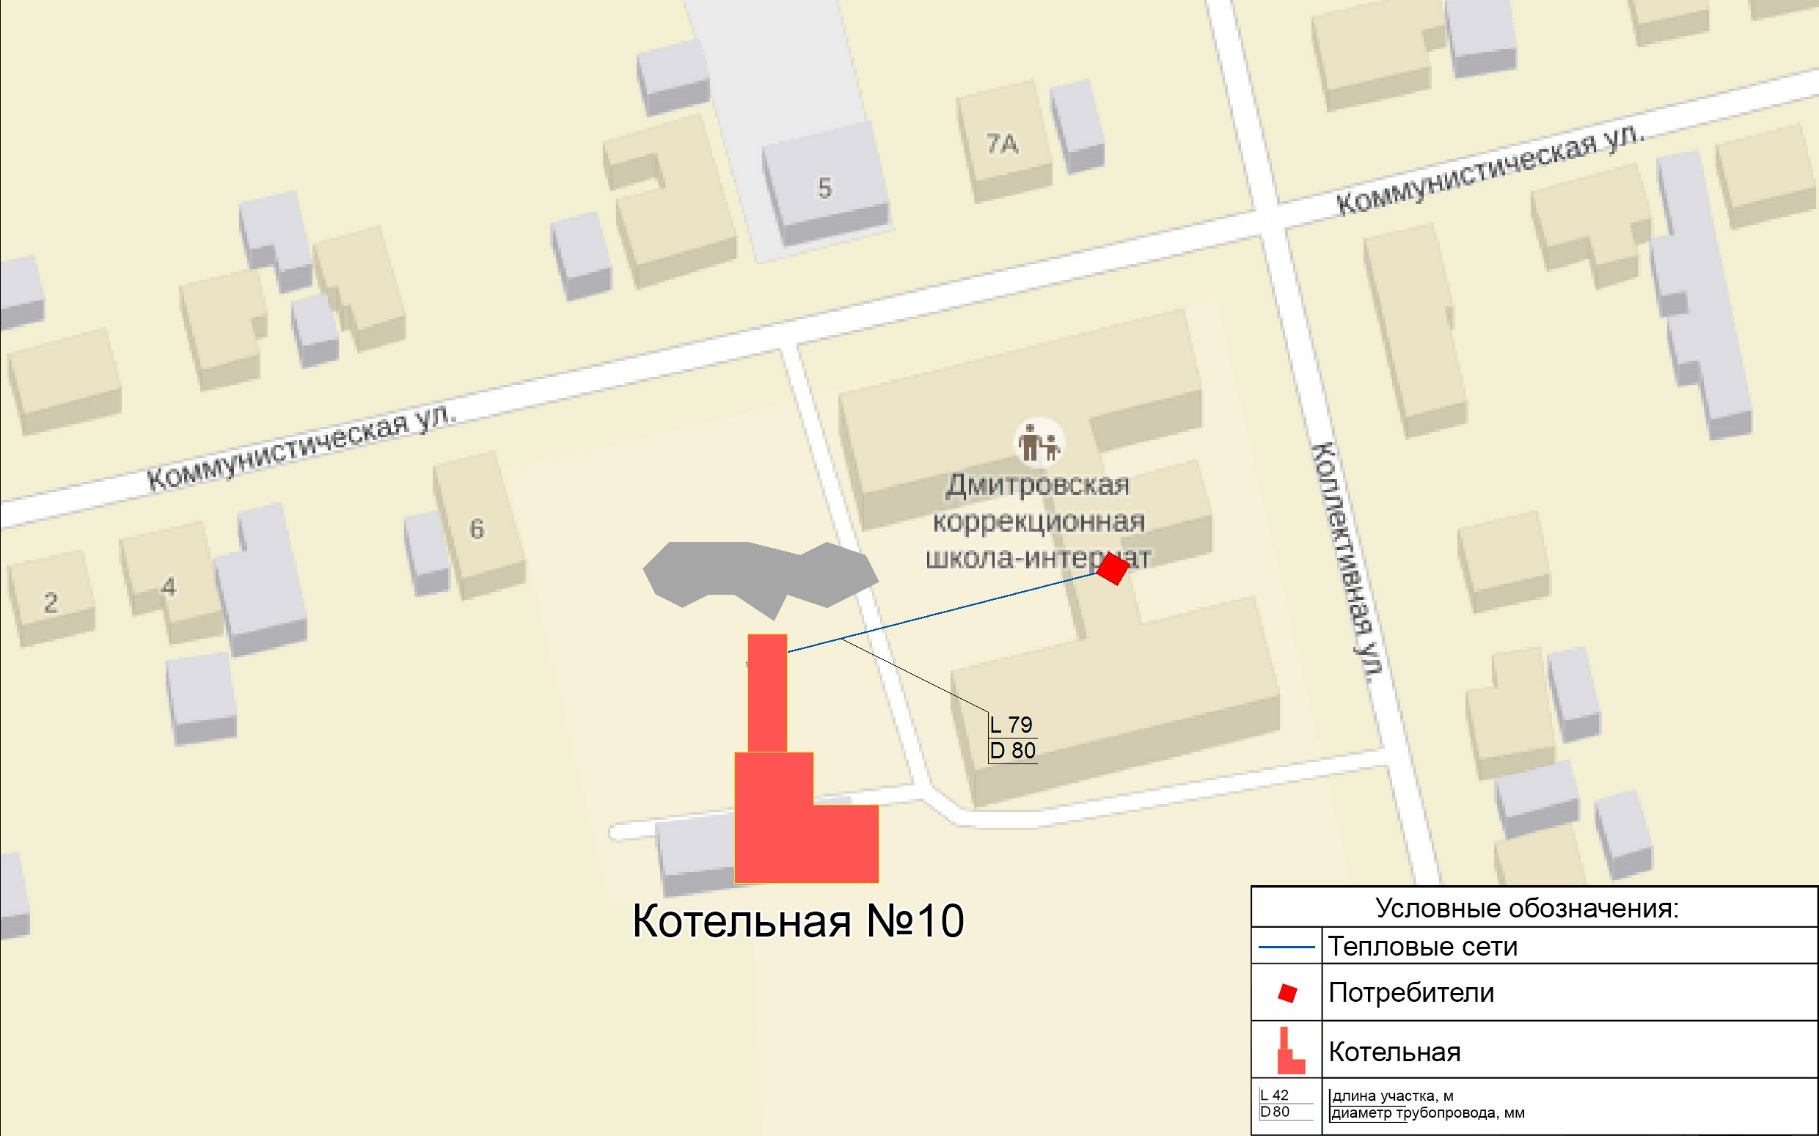 7А
Коммунистическая ул.
5
Коммунистическая ул.
Дмитровская
коррекционная
школа-интернат
Коллективная ул.
6
4
2
L 79
D 80
Котельная №10
Условные обозначения:
Тепловые сети
Потребители
Котельная
L 42
D80
длина участка, м
диаметр трубопровода, мм